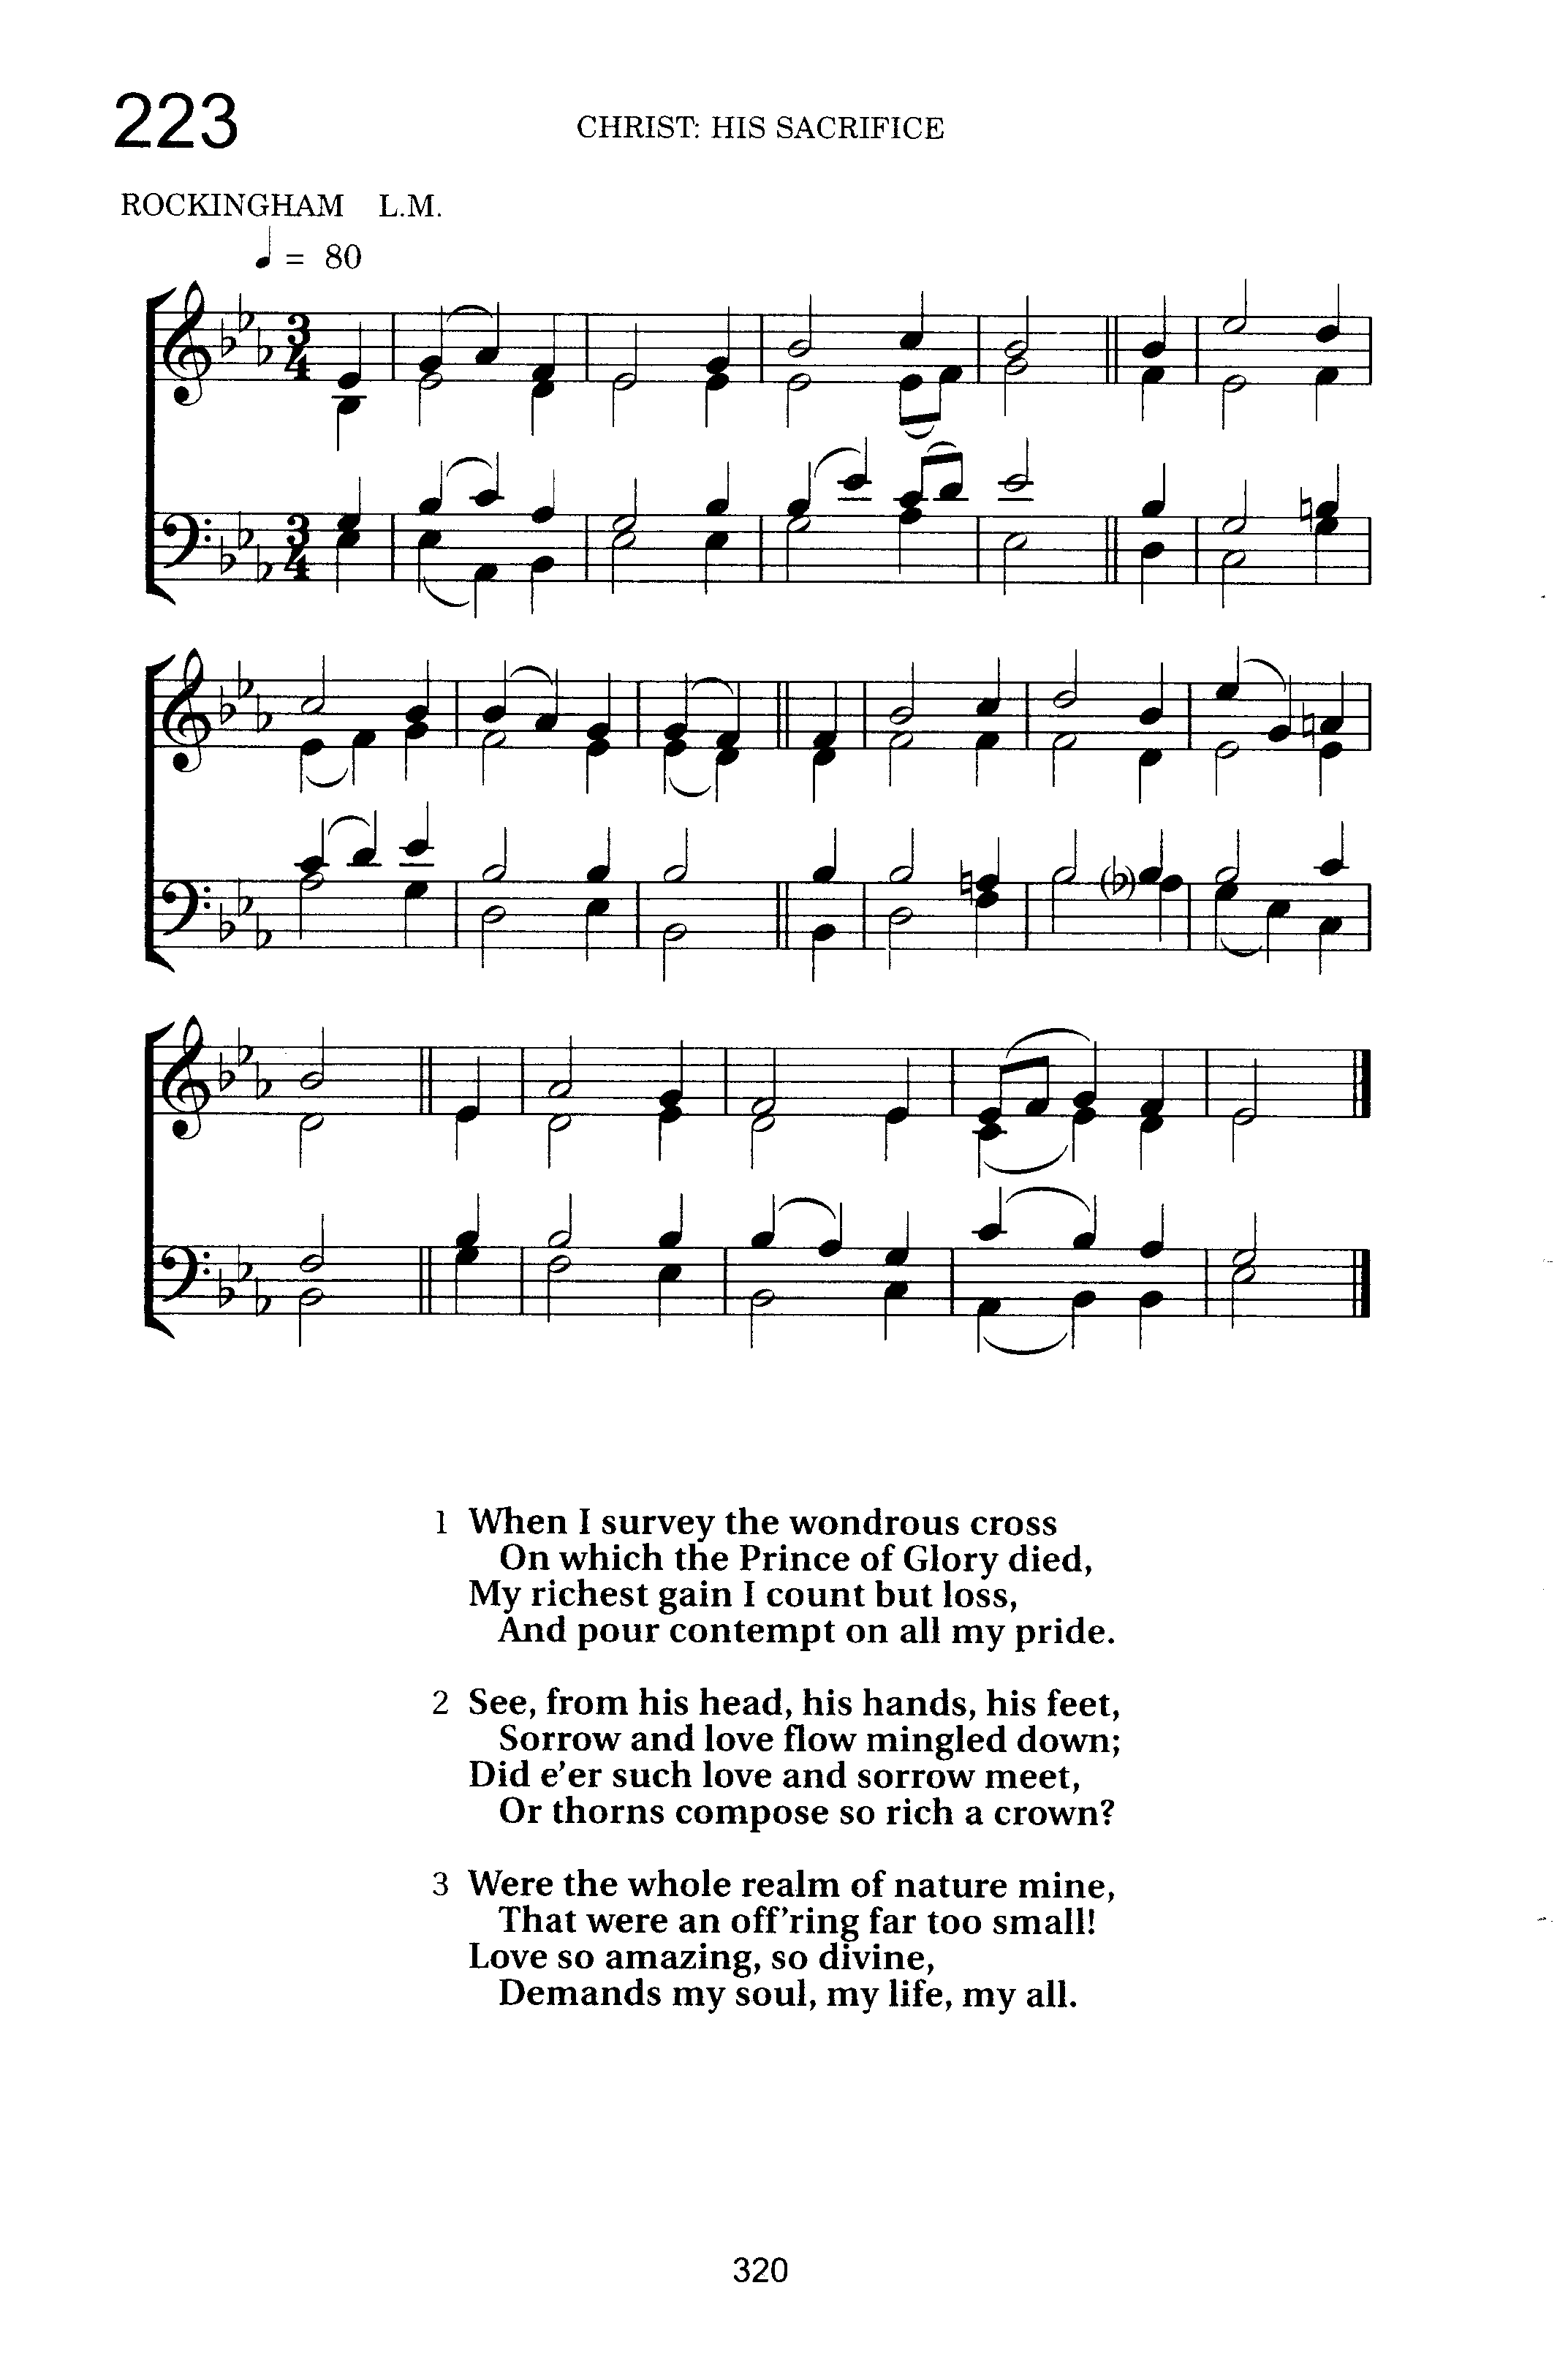 223
CHRIST: HIS SACRIFICE
ROCKINGHAM L.M.
♩ = 80
1 When I survey the wondrous cross
On which the Prince of Glory died,
My richest gain I count but loss,
And pour contempt on all my pride.
2 See, from his head, his hands, his feet,
Sorrow and love flow mingled down;
Did e’er such love and sorrow meet,
Or thorns compose so rich a crown?
3 Were the whole realm of nature mine,
That were an off’ring far too small!
Love so amazing, so divine,
Demands my soul, my life, my all.
320